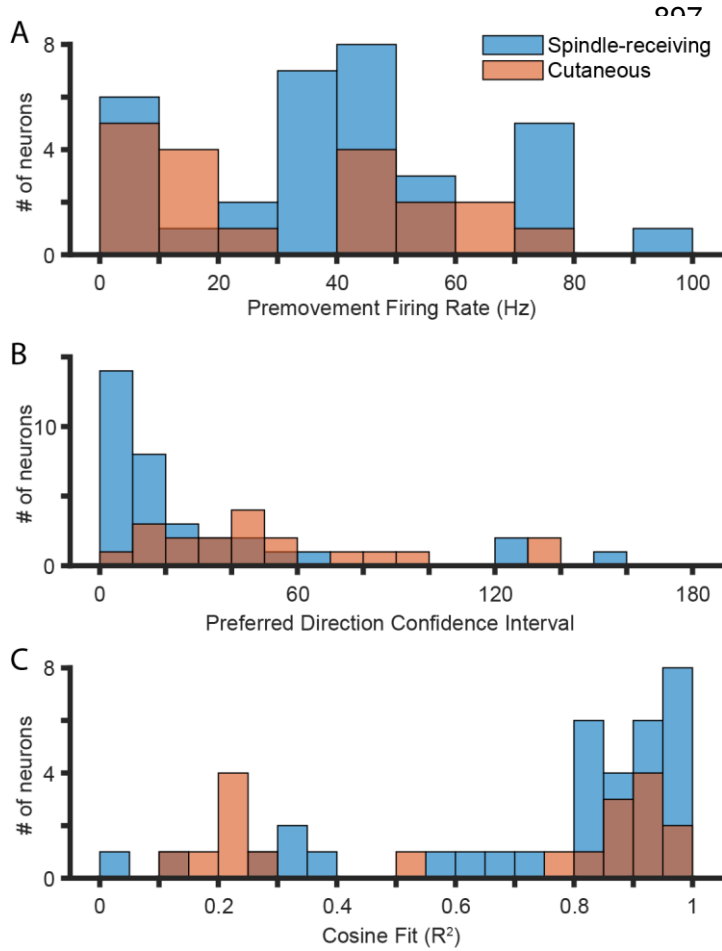 A
8
4
0
# of neurons
Spindle-receiving
Cutaneous
0 20 40 60 80 100
Premovement Firing Rate (Hz)
B
10
0
# of neurons
0 60 120 180
Preferred Direction Confidence Interval
C
8
4
0
# of neurons
0 0.2 0.4 0.6 0.8 1
Cosine Fit (R²)